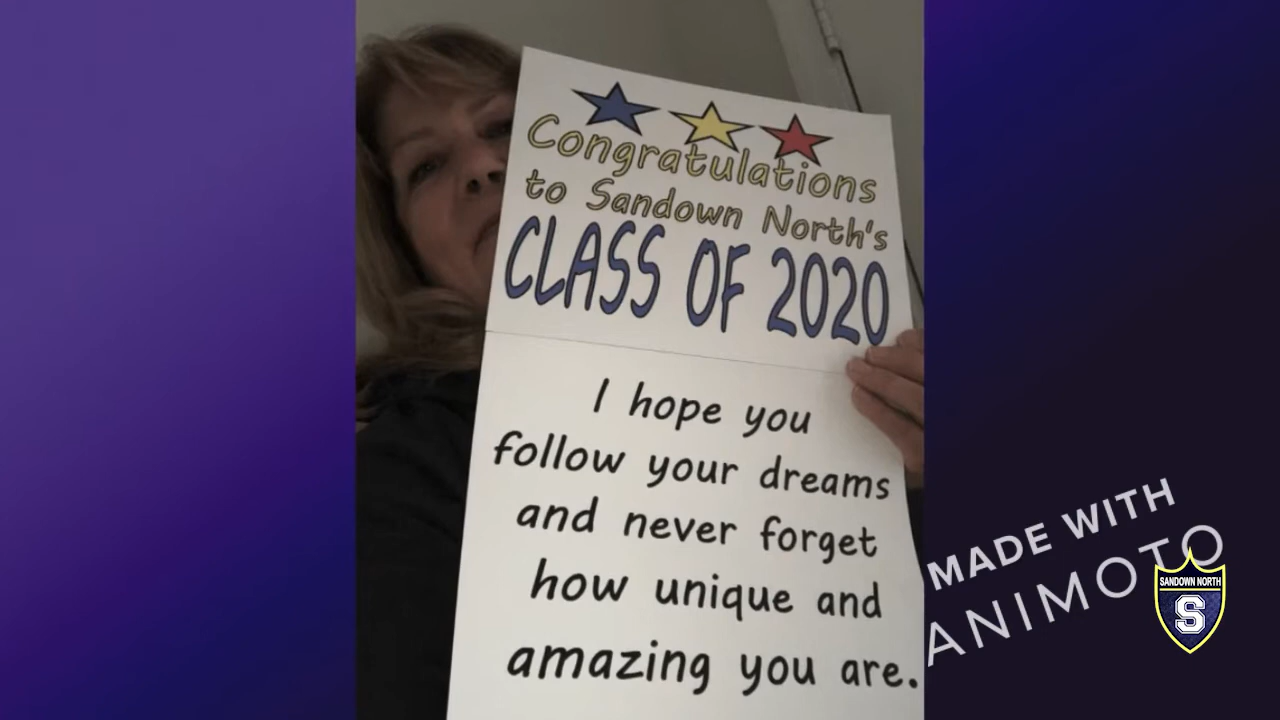 Congratulations
to Sandown North's
CLASS OF 2020
I hope you
follow your dreams
and never forget
how unique and
amazing you are.
MADE WITH
ANIMOTO
SANDOWN NORTH
S